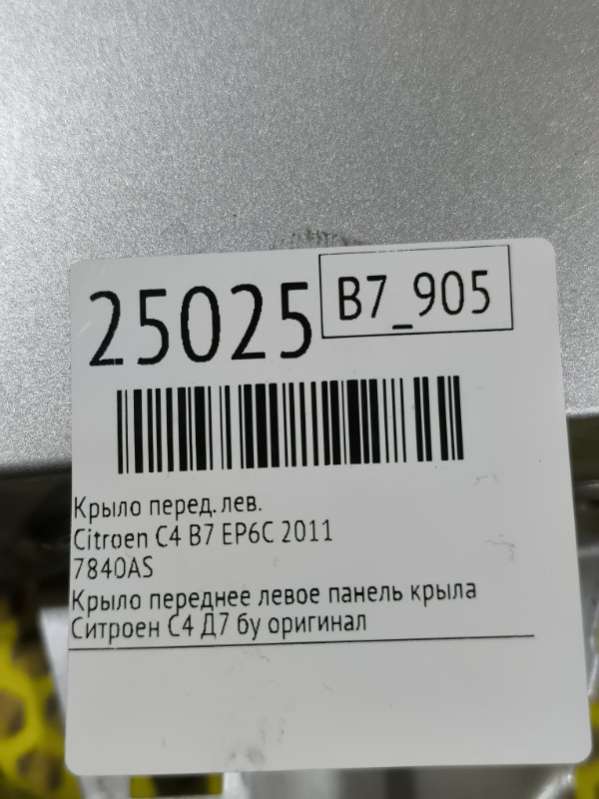 25025
B7_905
Крыло перед. лев.
Citroen C4 B7 EP6C 2011
7840AS
Крыло переднее левое панель крыла
Ситроен С4 Д7 бу оригинал